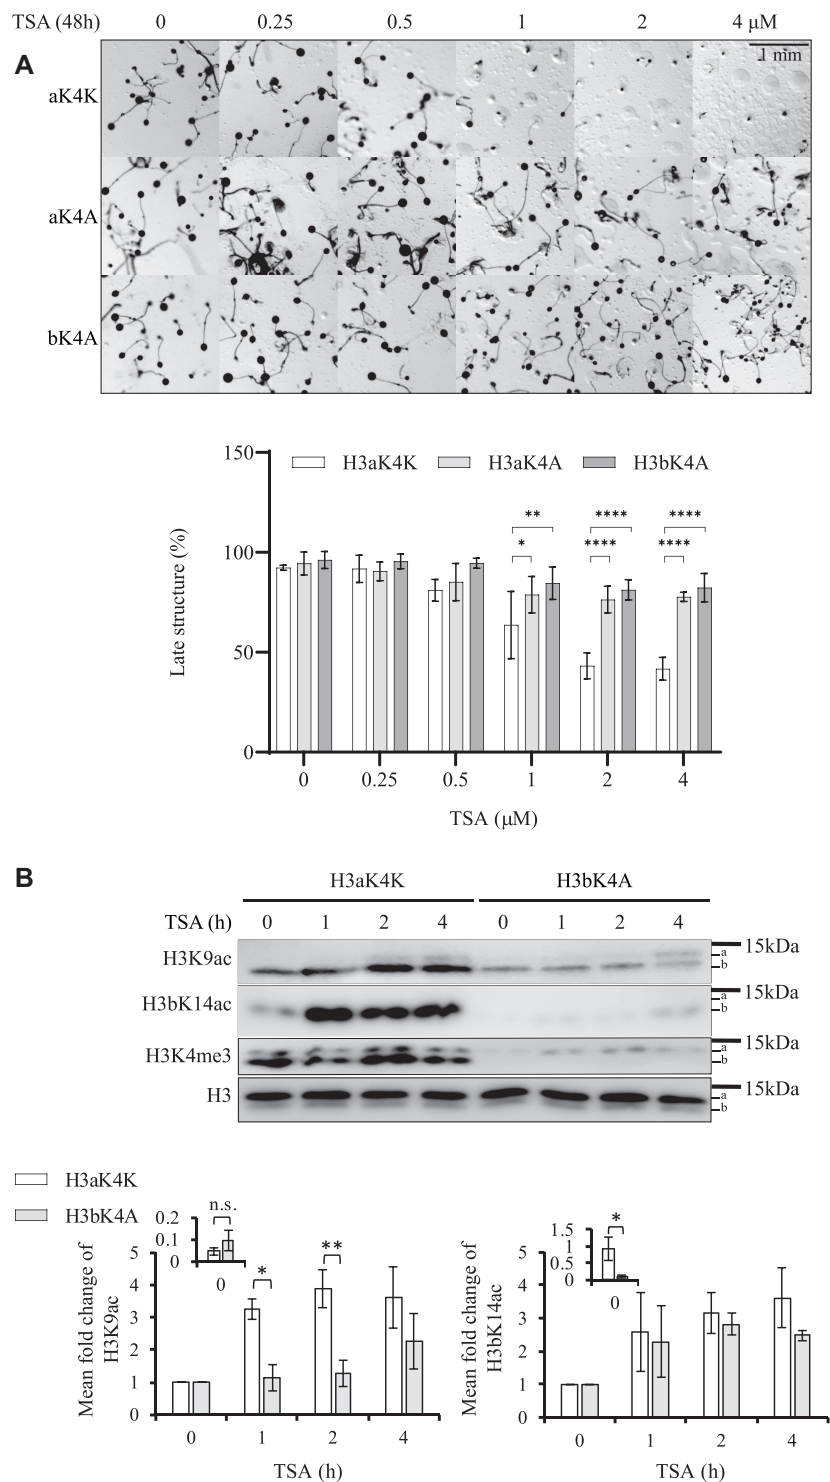 TSA (48h) 0 0.25 0.5 1 2 4 μM
A
1 mm
aK4K
aK4A
bK4A
150
H3aK4K H3aK4A H3bK4A
** **** ****
* **** ****
100
Late structure (%)
50
0
0 0.25 0.5 1 2 4
TSA (μM)
B
H3aK4K H3bK4A
TSA (h) 0 1 2 4 0 1 2 4
15kDa
H3K9ac
a
b
15kDa
H3bK14ac
a
b
15kDa
H3K4me3
a
b
15kDa
H3
a
b
H3aK4K
H3bK4A
n.s.
0.2
0.1
0
0
* **
Mean fold change of
H3K9ac
5
4
3
2
1
0
0 1 2 4
TSA (h)
*
1.5
1
0.5
0
0
Mean fold change of
H3bK14ac
5
4
3
2
1
0
0 1 2 4
TSA (h)